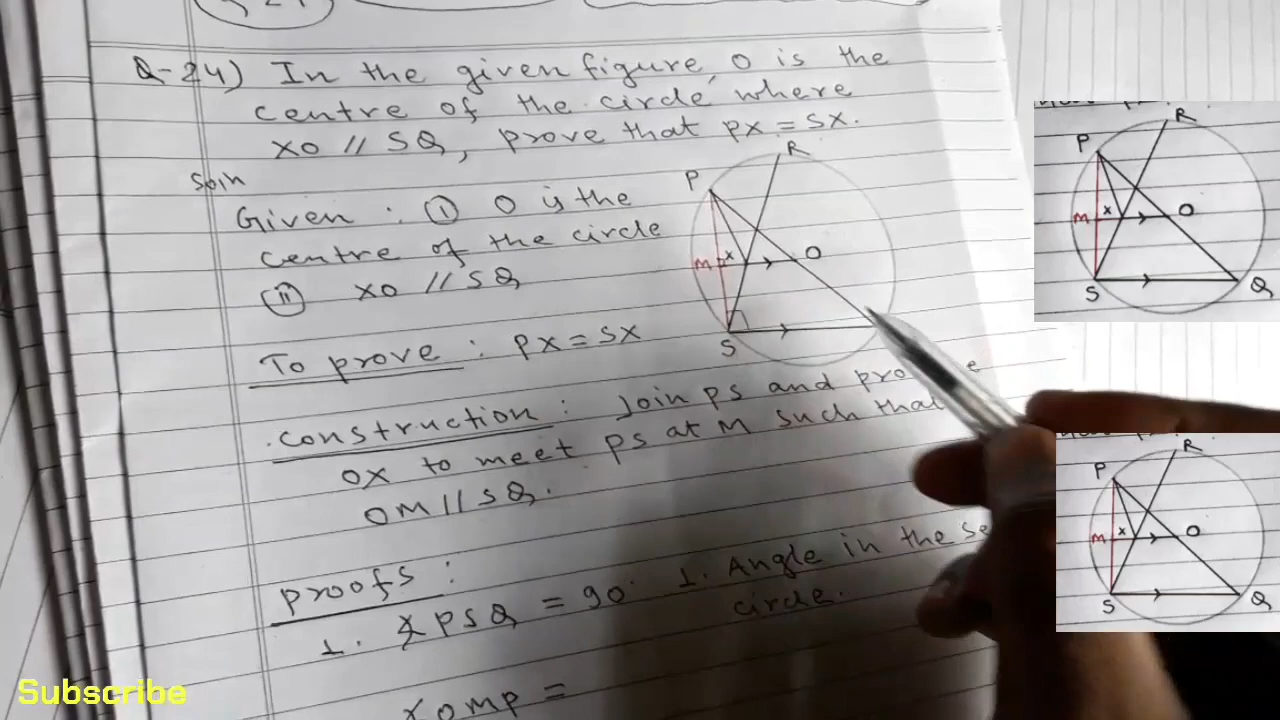 Q-24) In the given figure, O is the
centre of the circle where
XO // SQ, prove that PX = SX.
Soln
Given : (i) O is the
centre of the circle
(ii) XO // SQ
To prove : PX = SX
Construction : Join PS and
OX to meet PS at M such that
OM // SQ.
Proofs :
1. ∠PSQ = 90° 1. Angle in the
circle.
∠OMP =
P
R
M
X
O
S
R
P
M
X
O
S
Q
R
P
M
X
O
S
Q
Subscribe